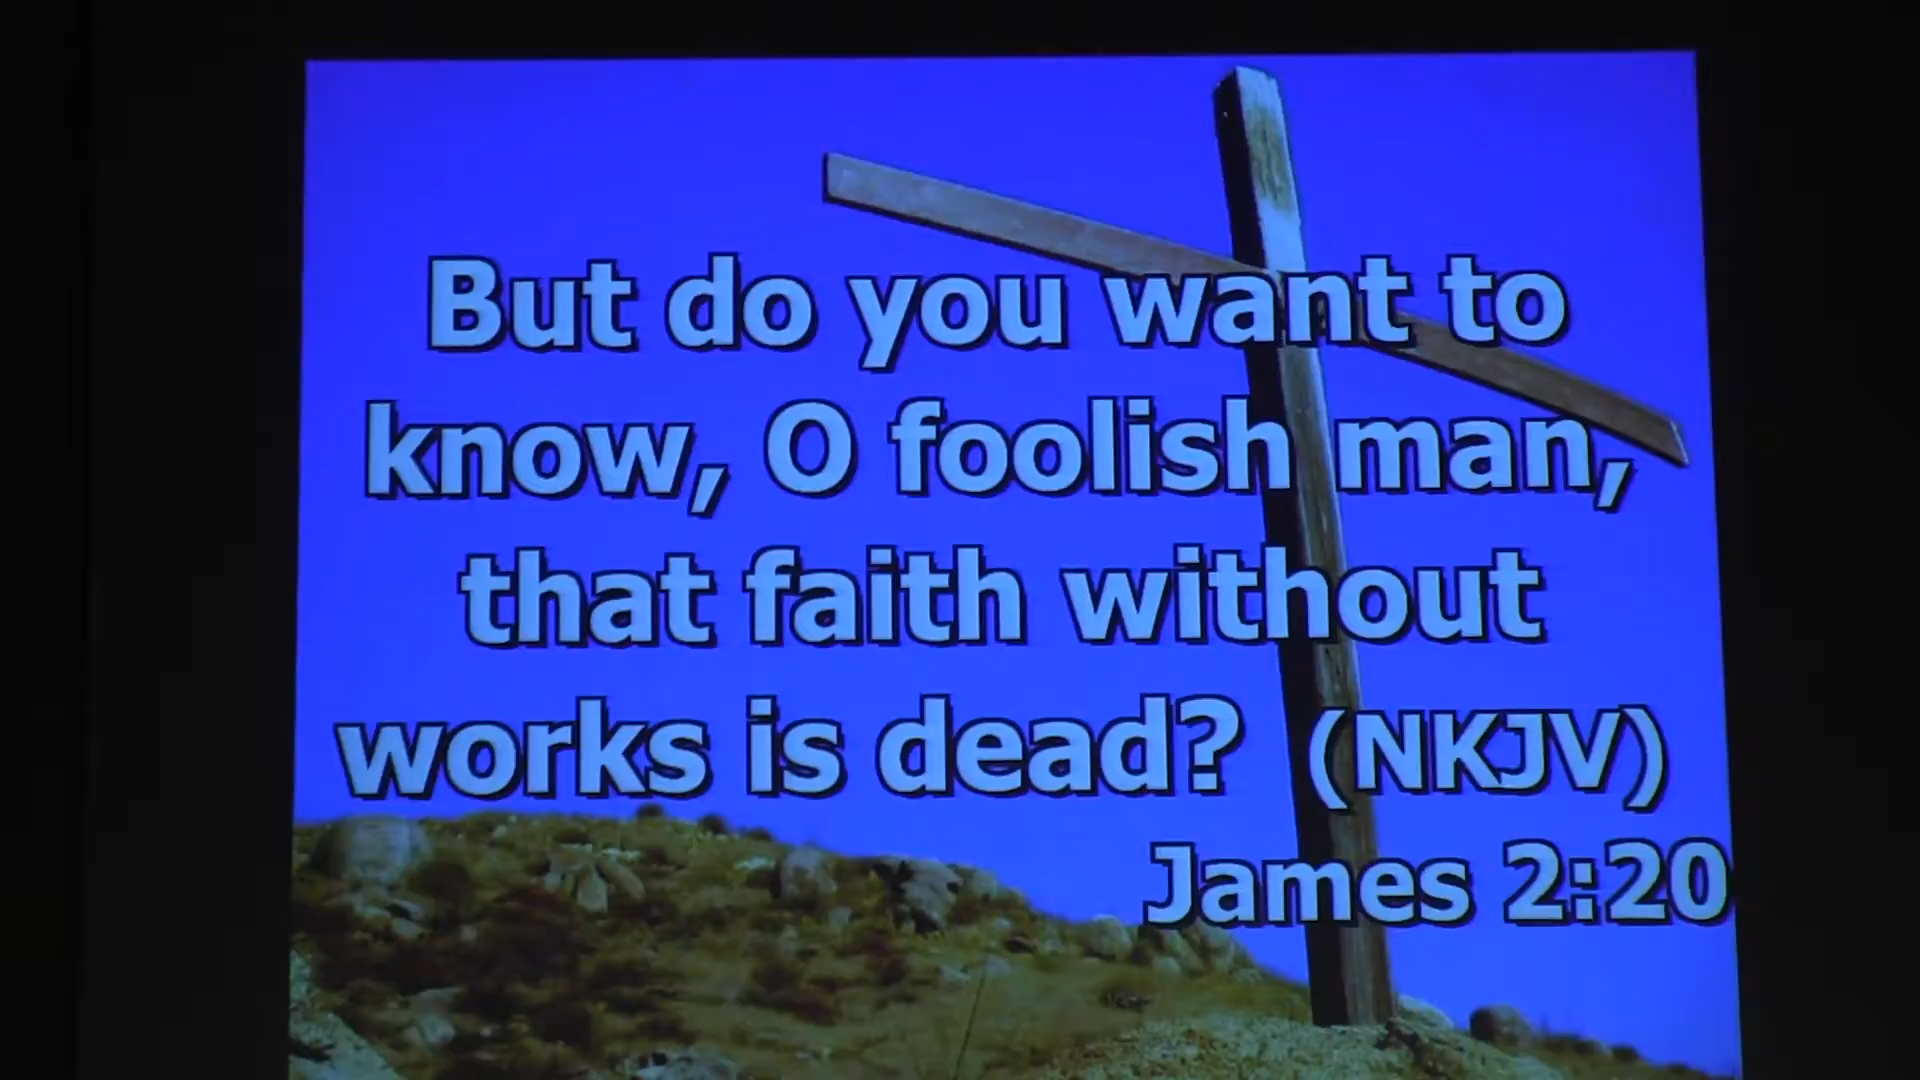 But do you want to
know, O foolish man,
that faith without
works is dead? (NKJV)
James 2:20